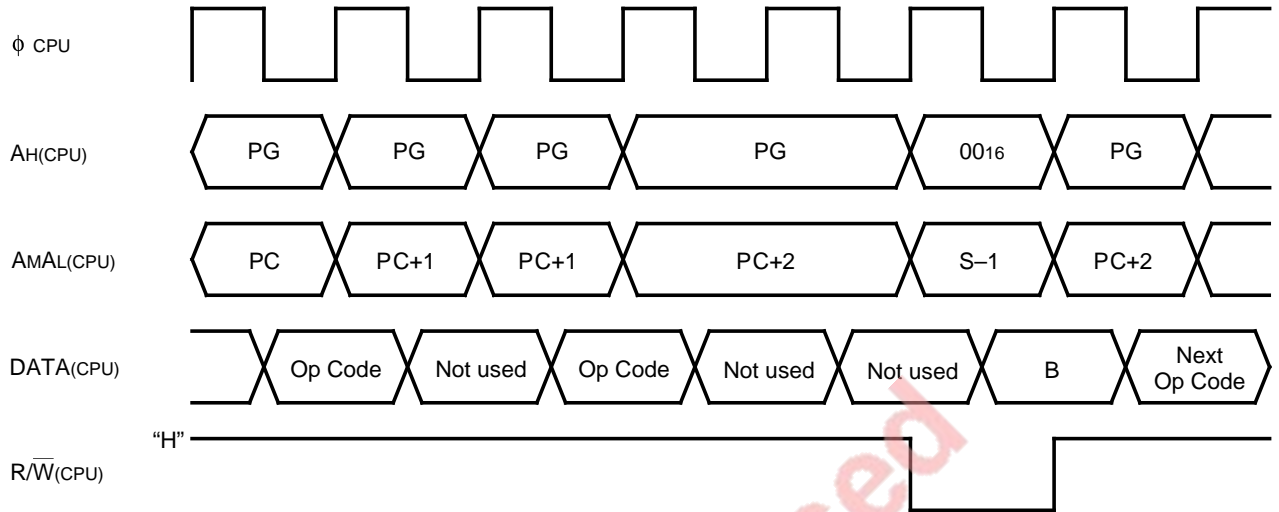 ϕ CPU
AH(CPU) PG PG PG PG 0016 PG
AMAL(CPU) PC PC+1 PC+1 PC+2 S–1 PC+2
DATA(CPU) Op Code Not used Op Code Not used Not used B Next
Op Code
“H”
R/W̅(CPU)